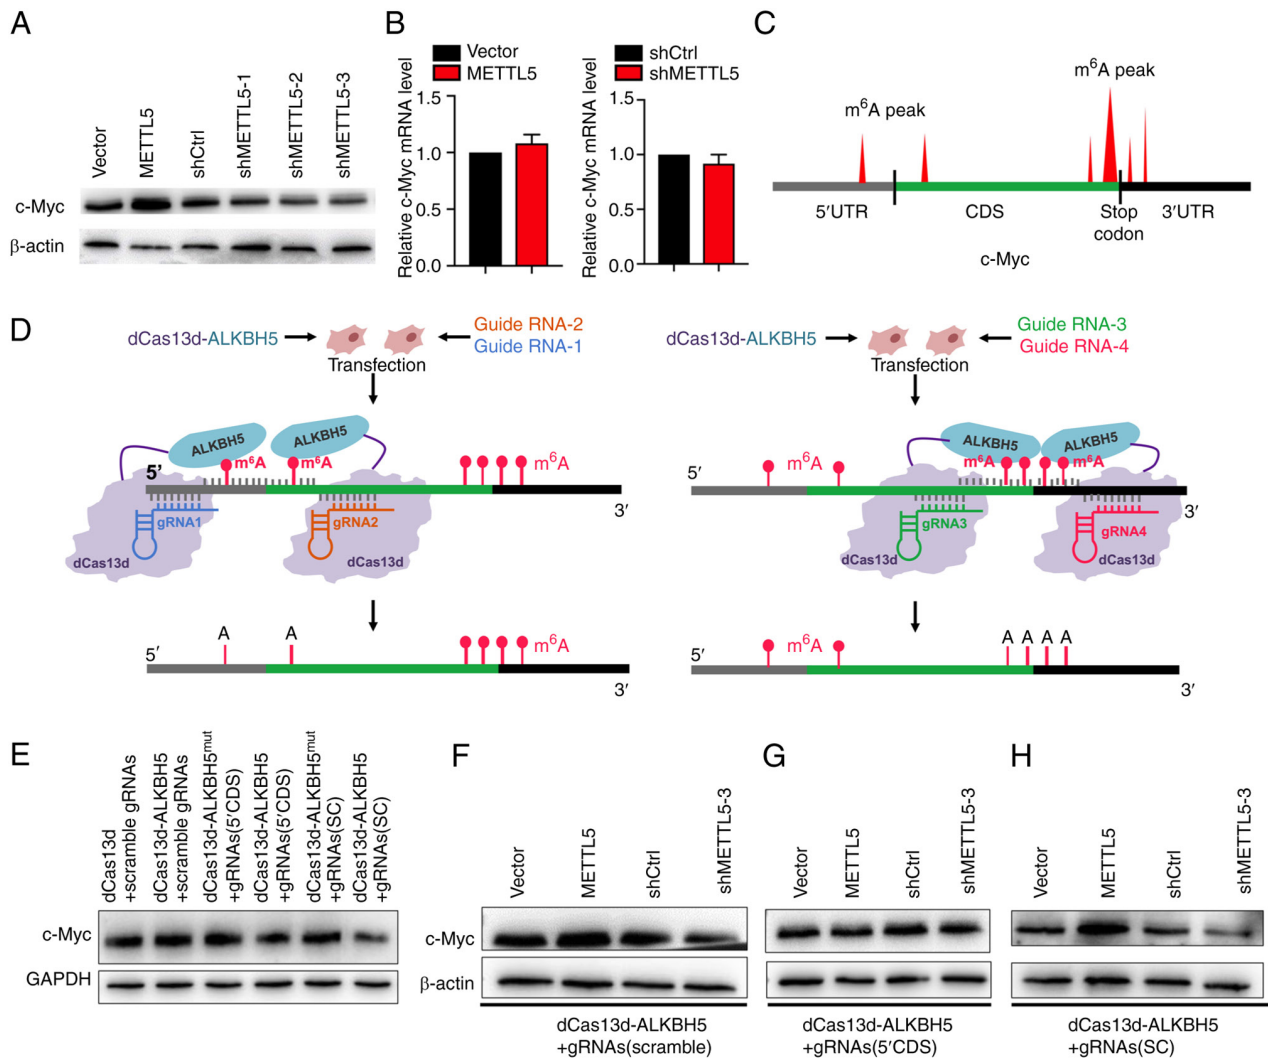 A
Vector
METTL5
shCtrl
shMETTL5-1
shMETTL5-2
shMETTL5-3
c-Myc
β-actin
B
Vector
METTL5
Relative c-Myc mRNA level
1.5
1.0
0.5
0.0
shCtrl
shMETTL5
Relative c-Myc mRNA level
1.5
1.0
0.5
0.0
C
m⁶A peak
m⁶A peak
5′UTR
CDS
Stop
codon
3′UTR
c-Myc
D
dCas13d-ALKBH5
Guide RNA-2
Guide RNA-1
Transfection
ALKBH5
ALKBH5
5′
m⁶A
m⁶A
m⁶A
3′
gRNA1
gRNA2
dCas13d
dCas13d
A
A
5′
m⁶A
3′
dCas13d-ALKBH5
Guide RNA-3
Guide RNA-4
Transfection
ALKBH5
ALKBH5
5′
m⁶A
m⁶A
m⁶A
3′
gRNA3
gRNA4
dCas13d
dCas13d
5′
m⁶A
A A A A
3′
E
dCas13d
+scramble gRNAs
dCas13d-ALKBH5
+scramble gRNAs
dCas13d-ALKBH5ᵐᵘᵗ
+gRNAs(5′CDS)
dCas13d-ALKBH5
+gRNAs(5′CDS)
dCas13d-ALKBH5ᵐᵘᵗ
+gRNAs(SC)
dCas13d-ALKBH5
+gRNAs(SC)
c-Myc
GAPDH
F
Vector
METTL5
shCtrl
shMETTL5-3
c-Myc
β-actin
dCas13d-ALKBH5
+gRNAs(scramble)
G
Vector
METTL5
shCtrl
shMETTL5-3
dCas13d-ALKBH5
+gRNAs(5′CDS)
H
Vector
METTL5
shCtrl
shMETTL5-3
dCas13d-ALKBH5
+gRNAs(SC)